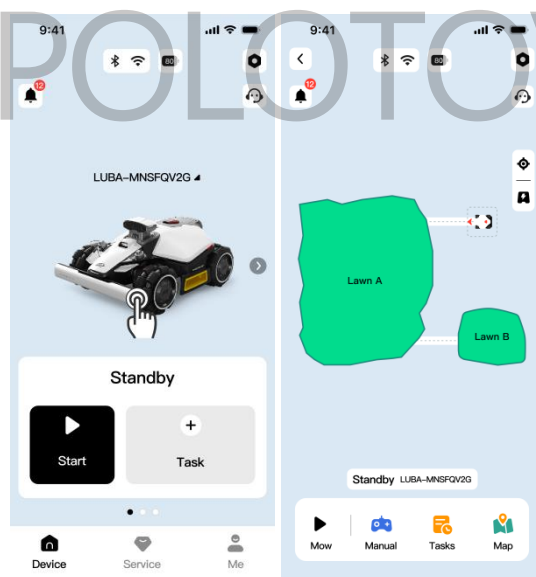 POLOTO
9:41
80
12
LUBA-MNSFQV2G
Standby
Start
Task
Device
Service
Me
9:41
80
12
Lawn A
Lawn B
Standby LUBA-MNSFQV2G
Mow
Manual
Tasks
Map